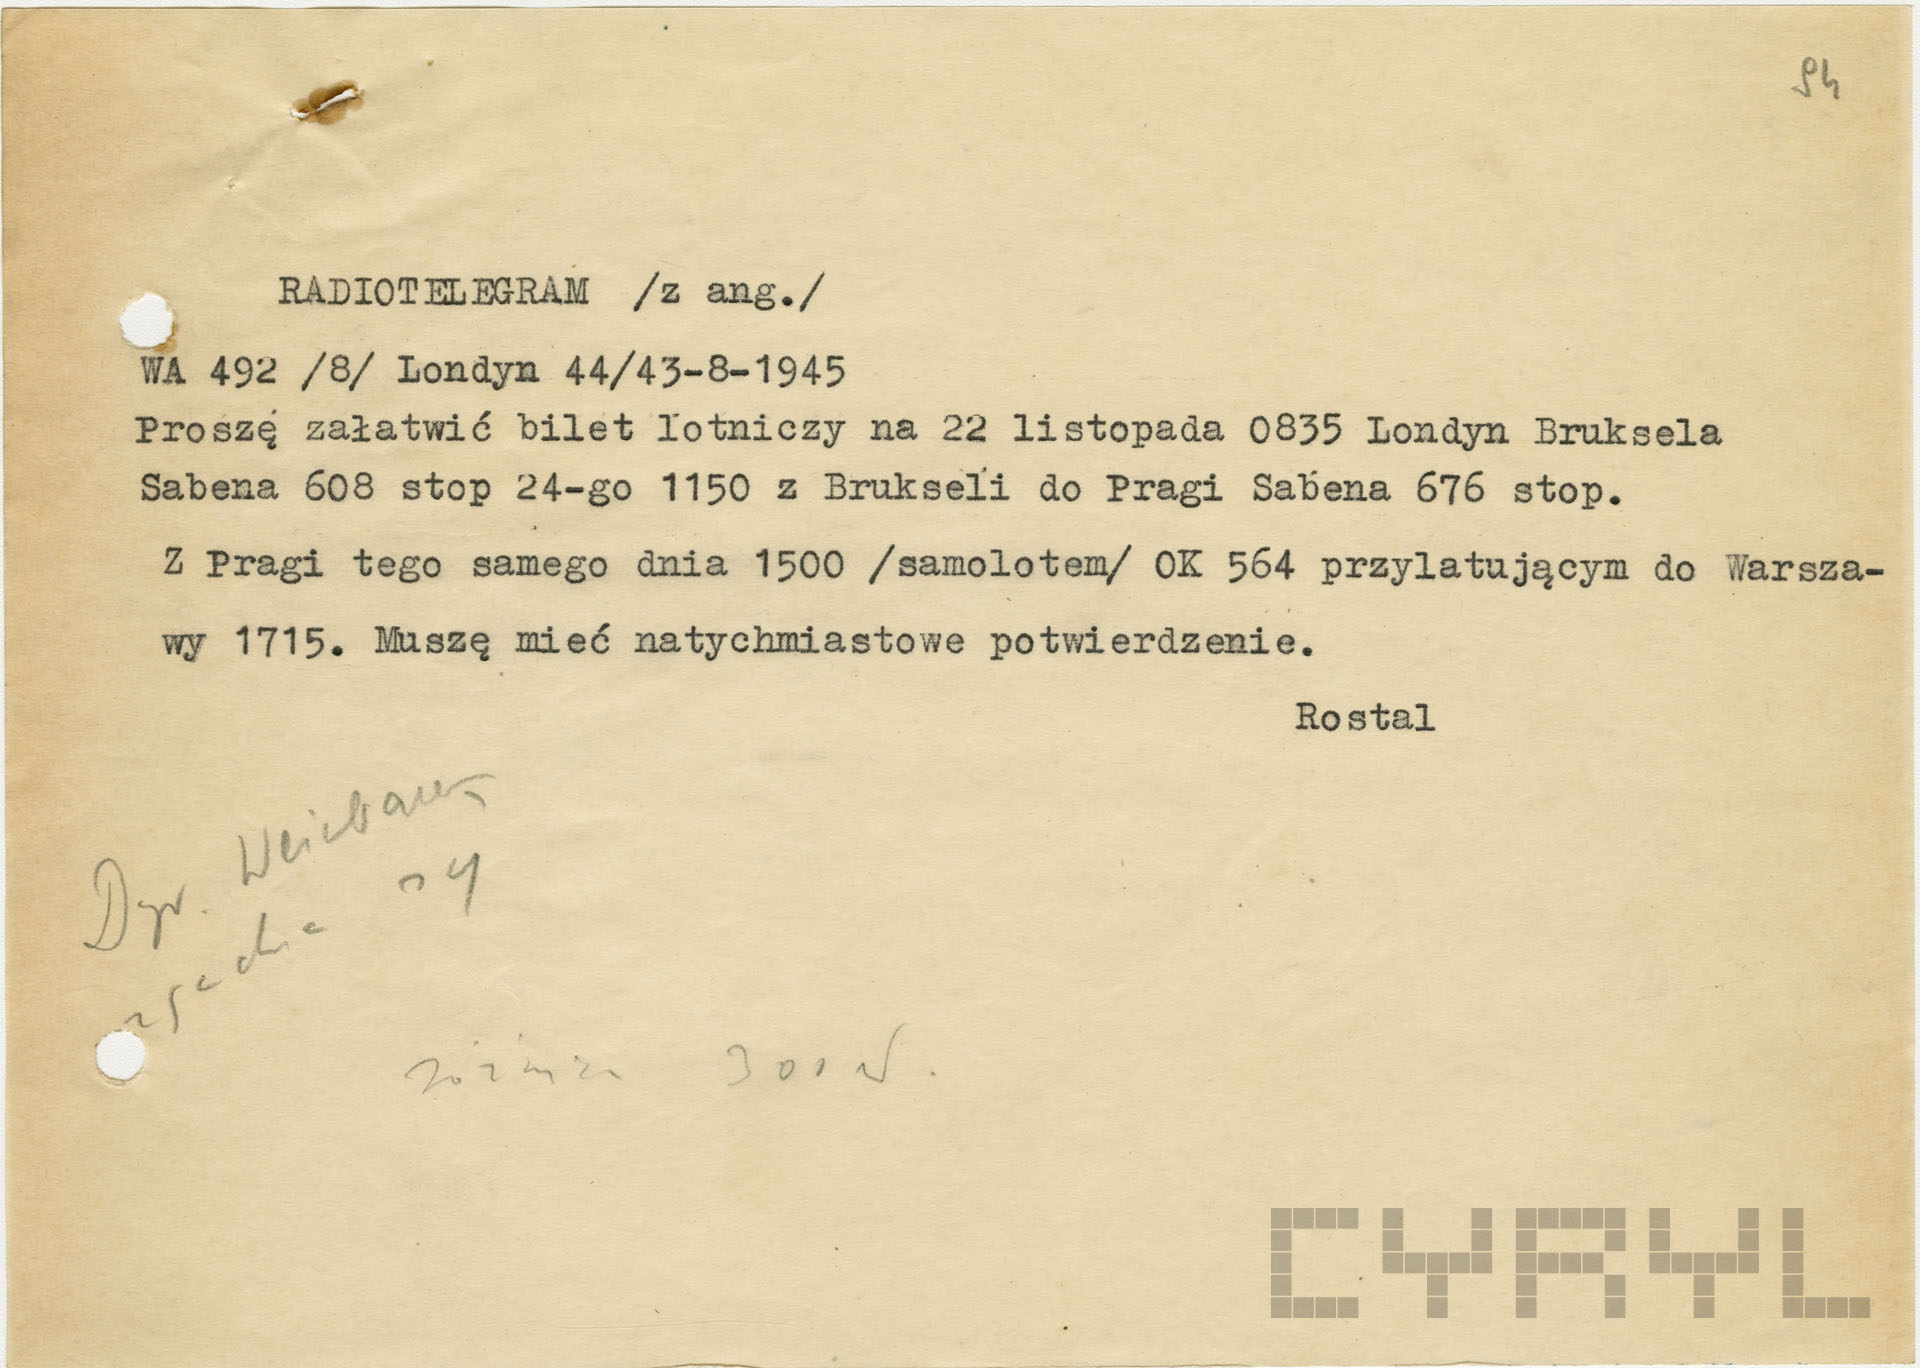 94
RADIOTELEGRAM /z ang./
WA 492 /8/ Londyn 44/43-8-1945
Proszę załatwić bilet lotniczy na 22 listopada 0835 Londyn Bruksela
Sabena 608 stop 24-go 1150 z Brukseli do Pragi Sabena 676 stop.
Z Pragi tego samego dnia 1500 /samolotem/ OK 564 przylatującym do Warsza-
wy 1715. Muszę mieć natychmiastowe potwierdzenie.
Rostal
Dyr.
CYRYL